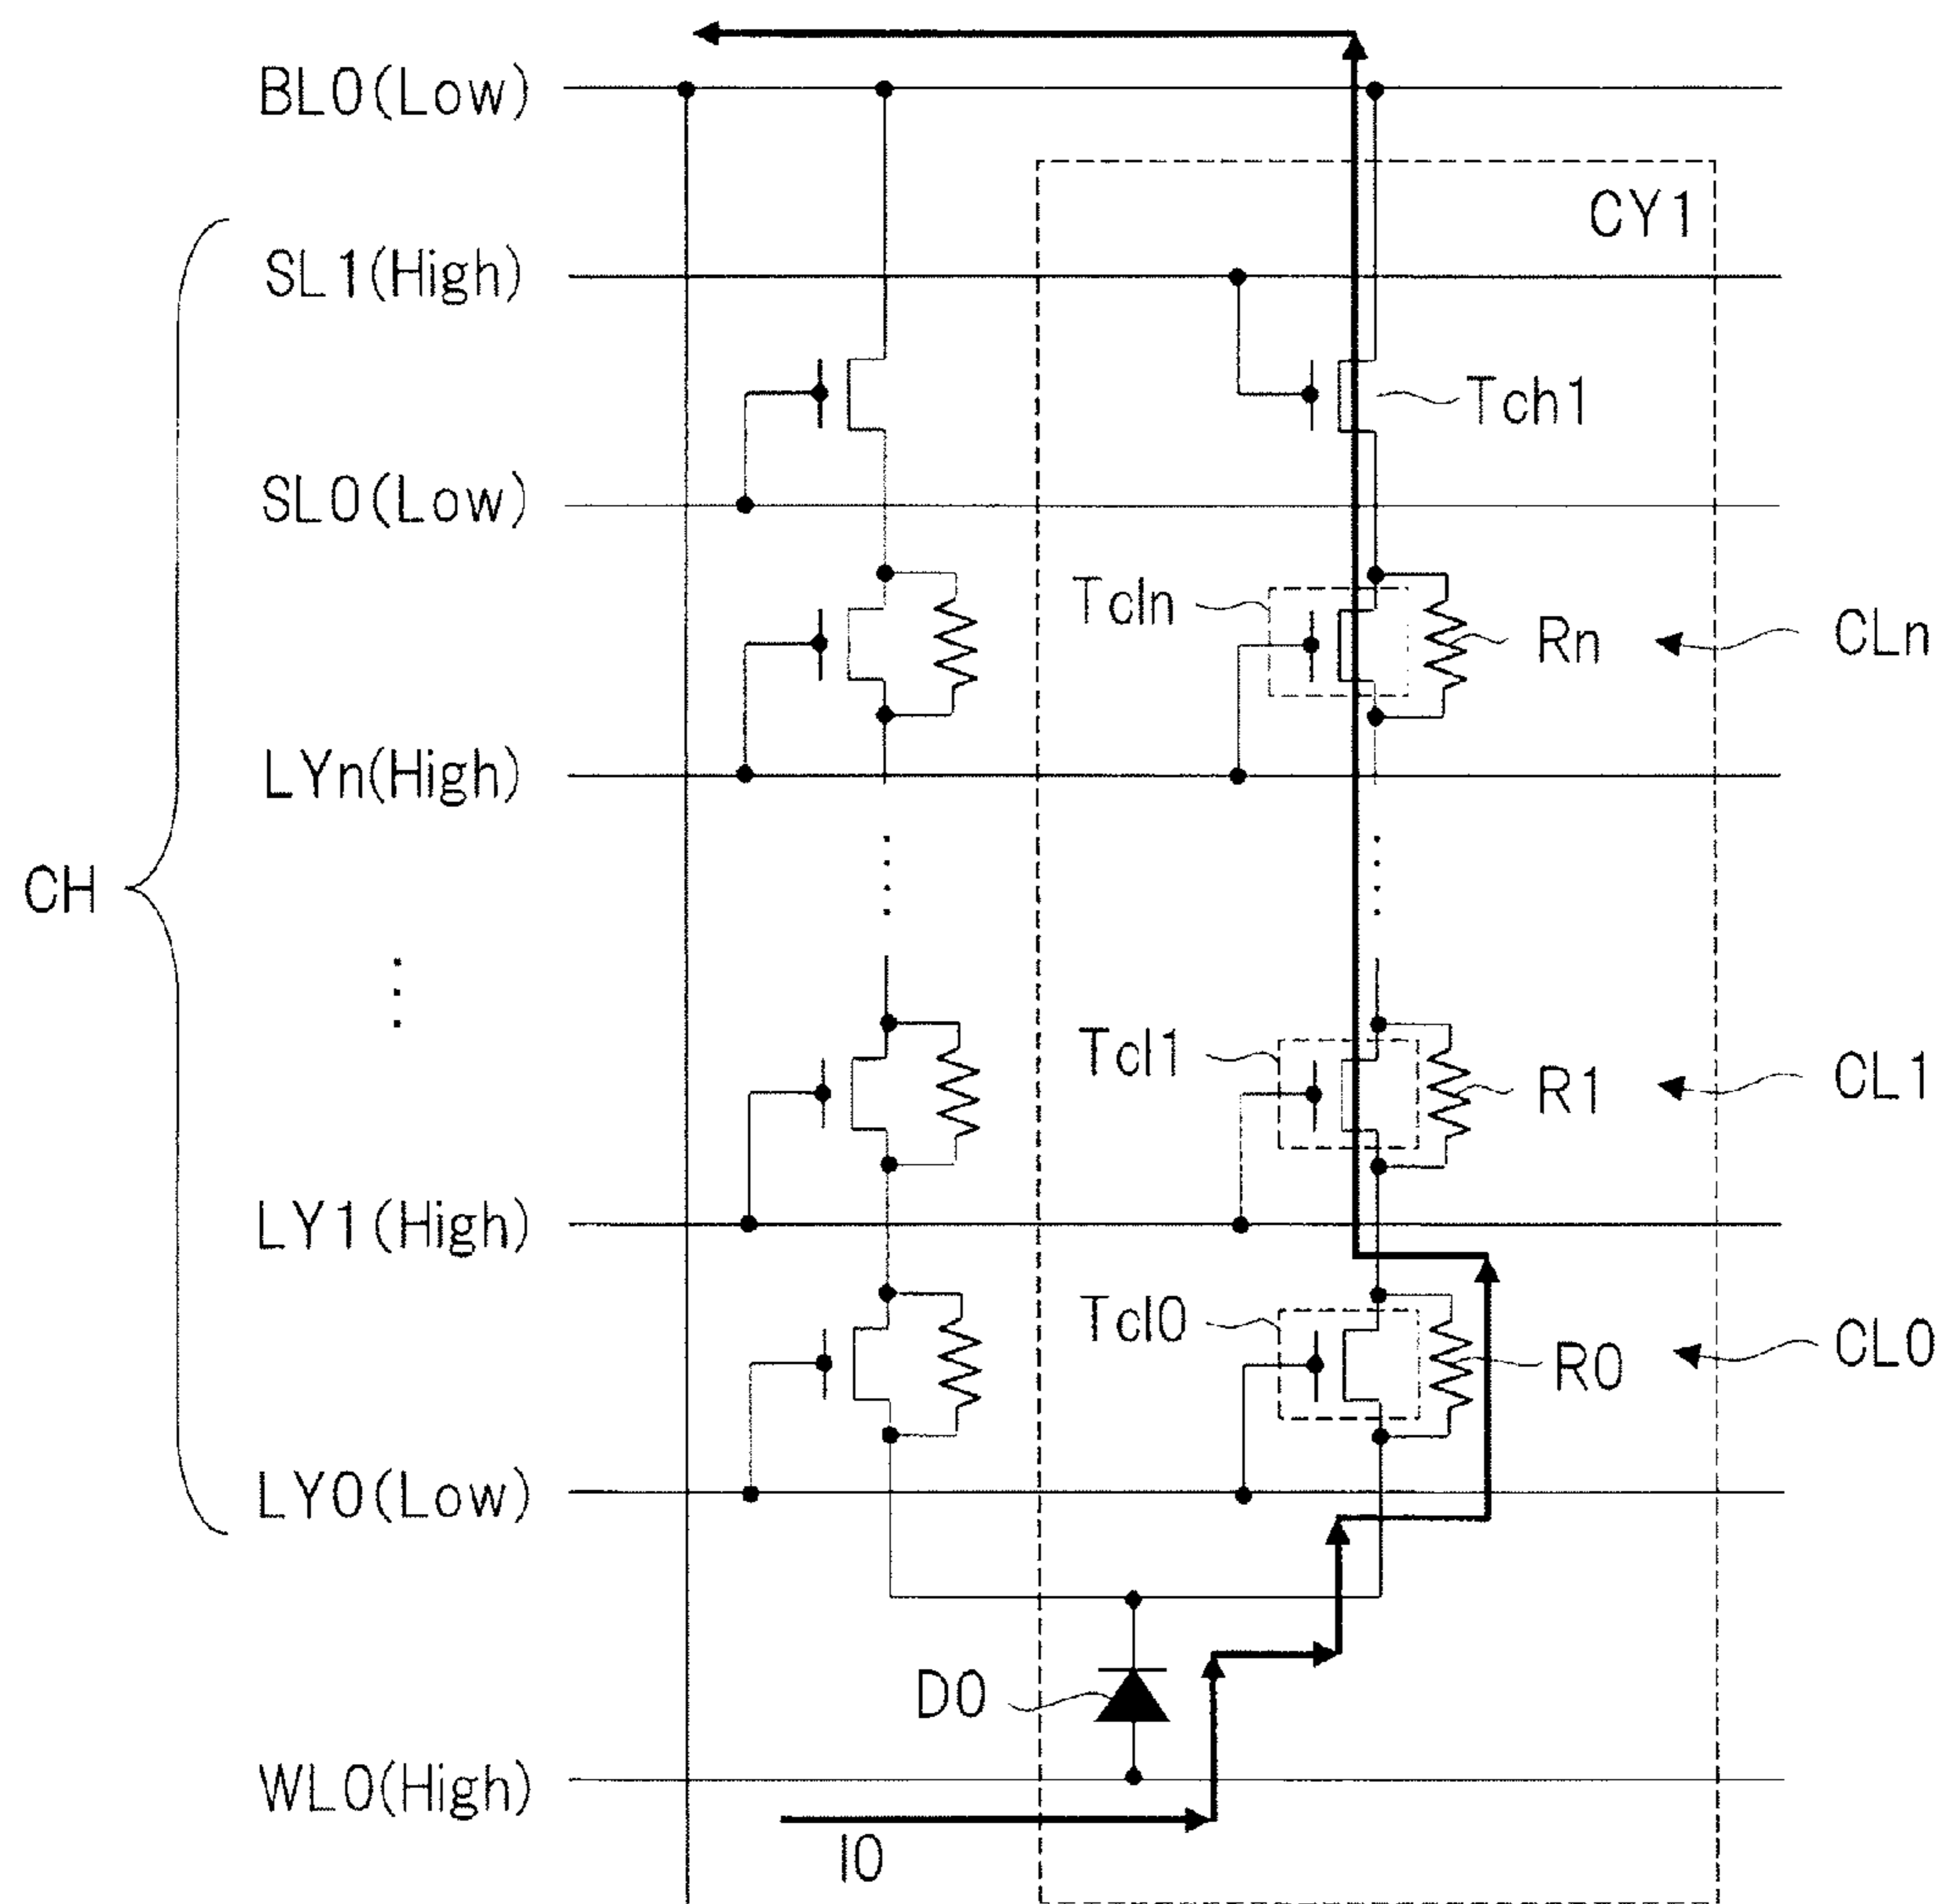 BL0(Low)
CY1
SL1(High)
Tch1
SL0(Low)
Tcln
Rn
CLn
LYn(High)
CH
Tcl1
R1
CL1
LY1(High)
Tcl0
R0
CL0
LY0(Low)
D0
WL0(High)
I0